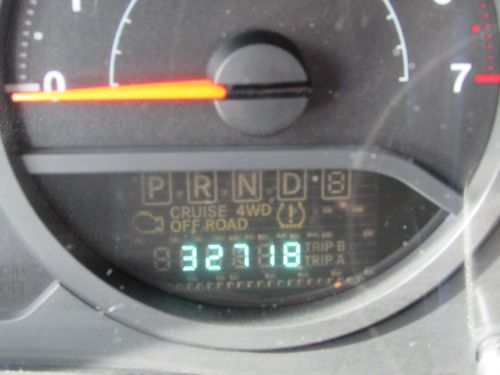 0 7
P R N D 8
CRUISE 4WD
OFF ROAD
TRIP B
32718 TRIP A